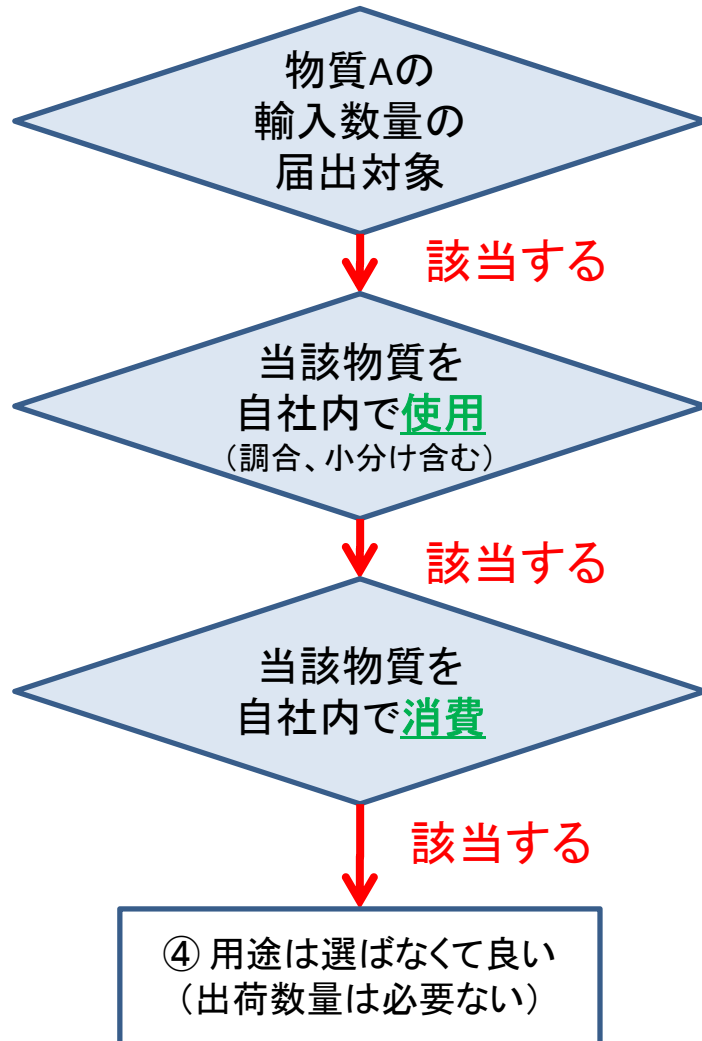 物質Aの
輸入数量の
届出対象
該当する
当該物質を
自社内で使用
（調合、小分け含む）
該当する
当該物質を
自社内で消費
該当する
④ 用途は選ばなくて良い
（出荷数量は必要ない）